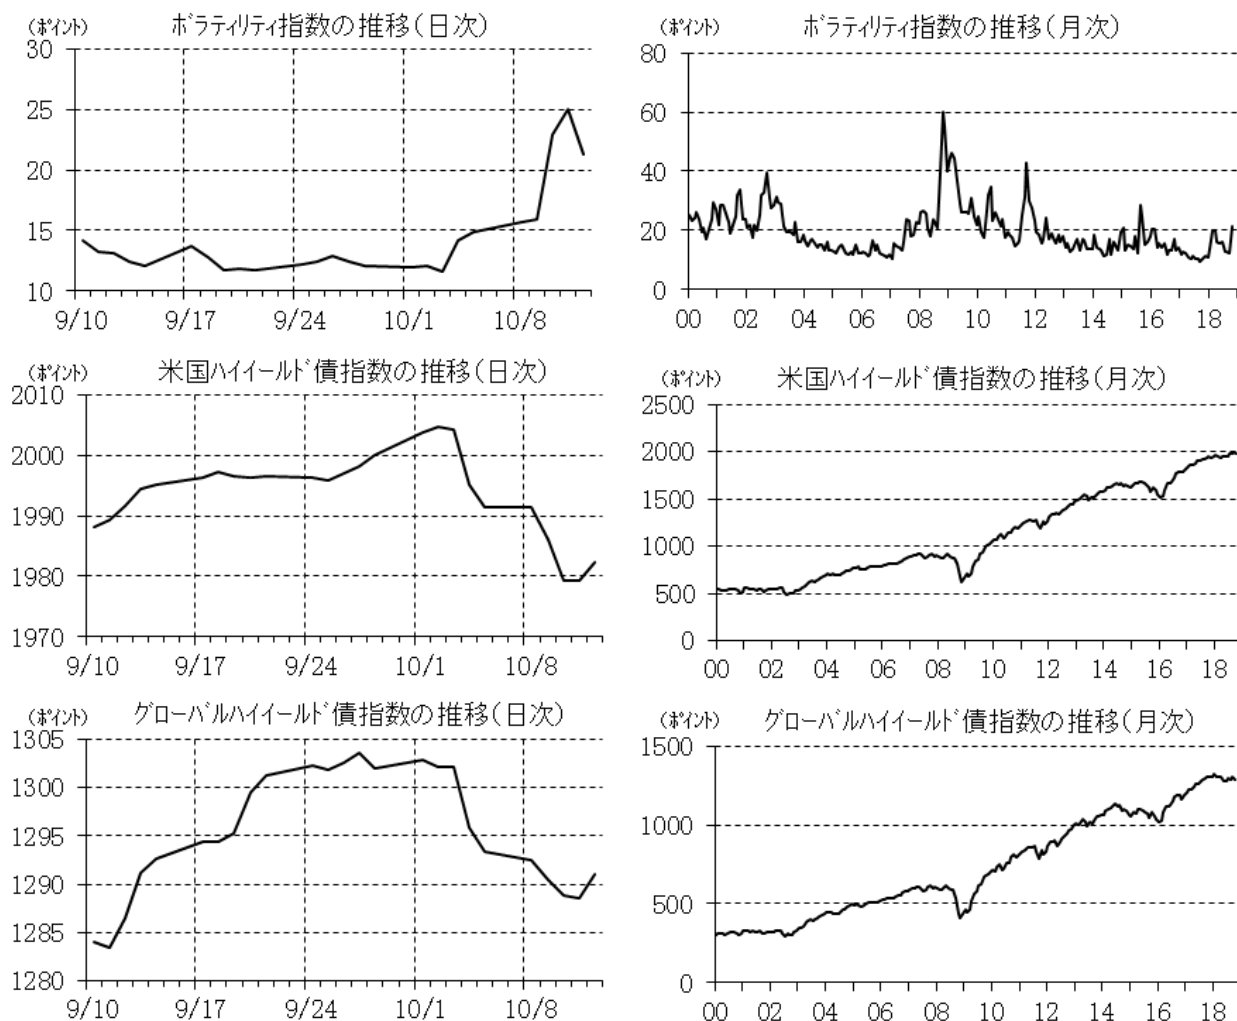 (ﾎﾟｲﾝﾄ) ﾎﾞﾗﾃｨﾘﾃｨ指数の推移(日次)
30
25
20
15
10
9/10 9/17 9/24 10/1 10/8
(ﾎﾟｲﾝﾄ) ﾎﾞﾗﾃｨﾘﾃｨ指数の推移(月次)
80
60
40
20
0
00 02 04 06 08 10 12 14 16 18
(ﾎﾟｲﾝﾄ) 米国ﾊｲｲｰﾙﾄﾞ債指数の推移(日次)
2010
2000
1990
1980
1970
9/10 9/17 9/24 10/1 10/8
(ﾎﾟｲﾝﾄ) 米国ﾊｲｲｰﾙﾄﾞ債指数の推移(月次)
2500
2000
1500
1000
500
0
00 02 04 06 08 10 12 14 16 18
(ﾎﾟｲﾝﾄ) ｸﾞﾛｰﾊﾞﾙﾊｲｲｰﾙﾄﾞ債指数の推移(日次)
1305
1300
1295
1290
1285
1280
9/10 9/17 9/24 10/1 10/8
(ﾎﾟｲﾝﾄ) ｸﾞﾛｰﾊﾞﾙﾊｲｲｰﾙﾄﾞ債指数の推移(月次)
1500
1000
500
0
00 02 04 06 08 10 12 14 16 18